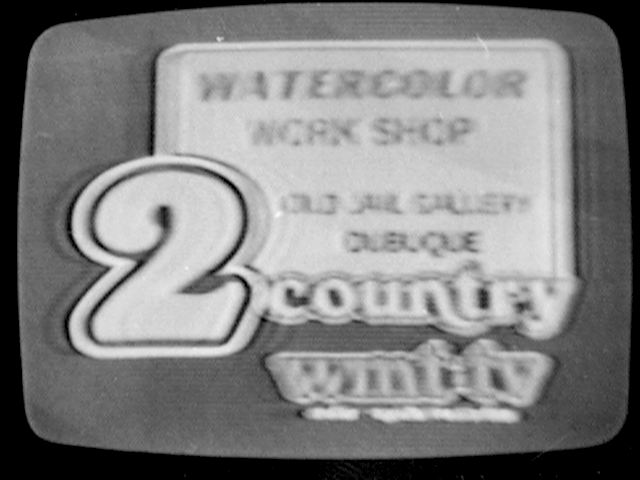 WATERCOLOR
WORK SHOP
OLD JAIL GALLERY
DUBUQUE
2 country
wmt-tv